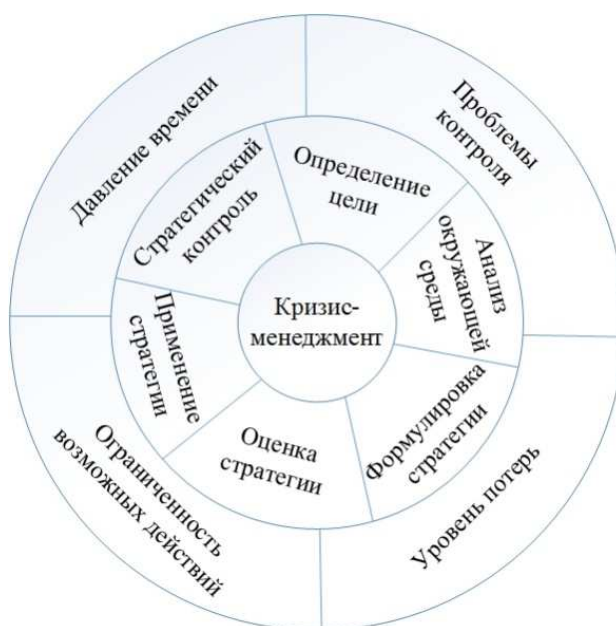 Давление времени
Проблемы
контроля
Стратегический
контроль
Определение
цели
Анализ
окружающей
среды
Кризис-
менеджмент
Применение
стратегии
Оценка
стратегии
Формулировка
стратегии
Ограниченность
возможных действий
Уровень потерь